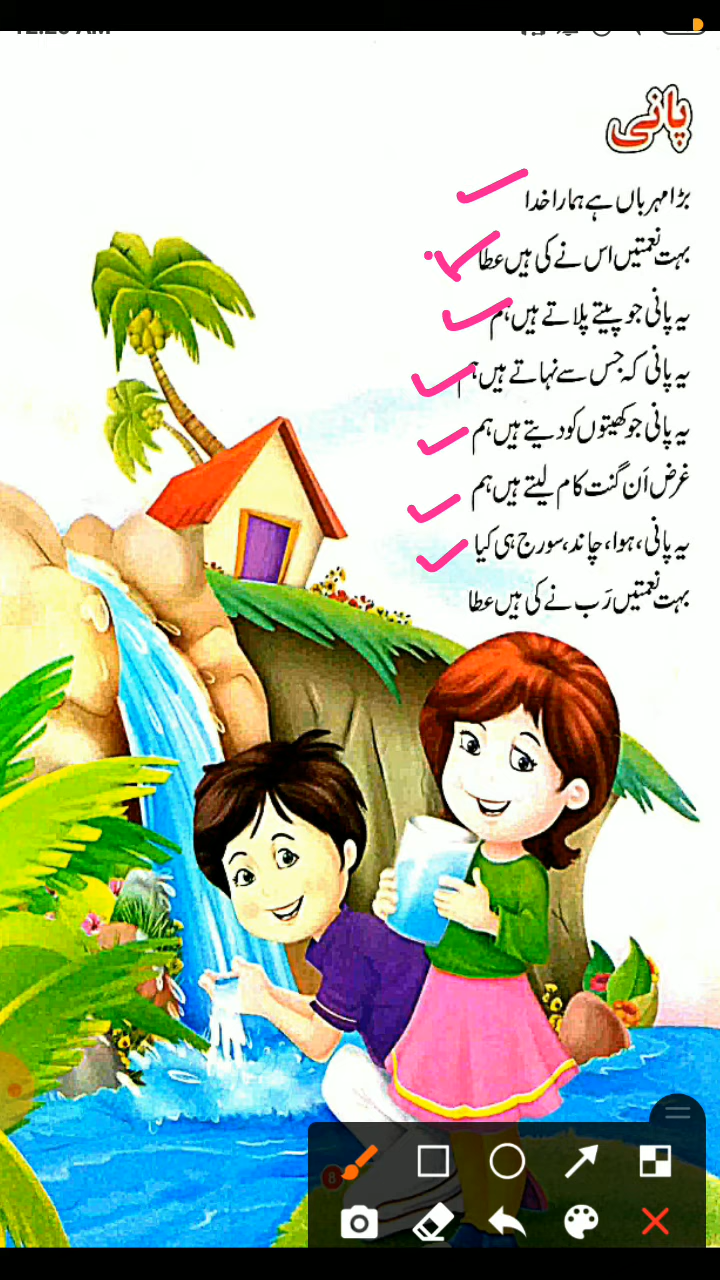 پانی
بڑا مہرباں ہے ہمارا خدا
بہت نعمتیں اس نے کی ہیں عطا
یہ پانی جو پیتے پلاتے ہیں ہم
یہ پانی کہ جس سے نہاتے ہیں ہم
یہ پانی جو کھیتوں کو دیتے ہیں ہم
غرض اَن گنت کام لیتے ہیں ہم
یہ پانی، ہوا، چاند، سورج ہی کیا
بہت نعمتیں رَب نے کی ہیں عطا
8